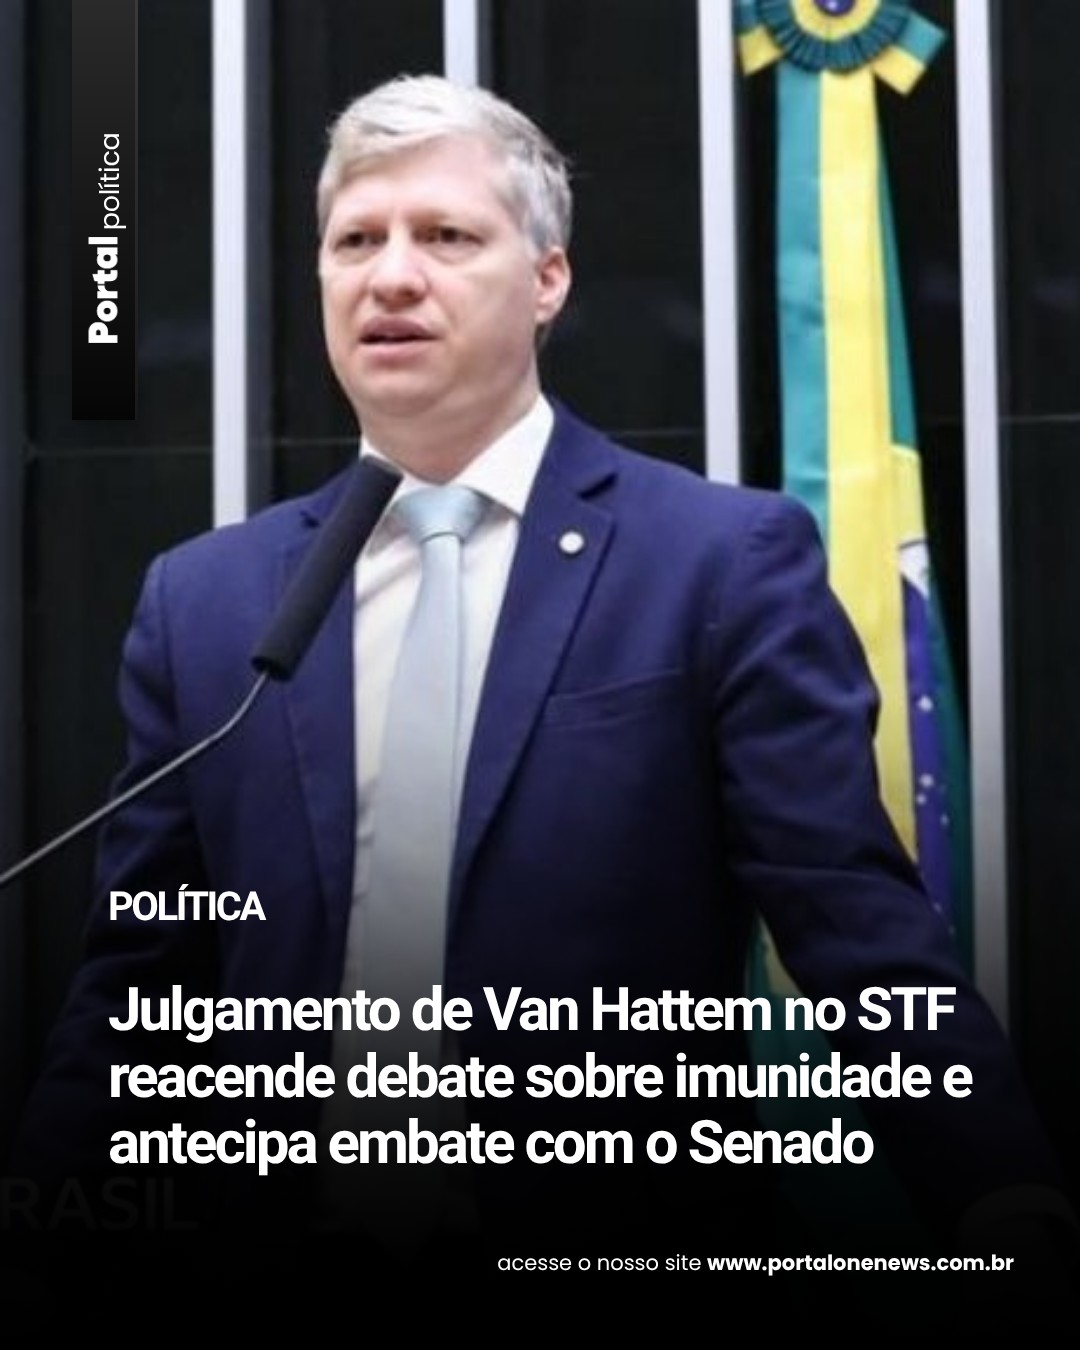 Portal política
POLÍTICA
Julgamento de Van Hattem no STF
reacende debate sobre imunidade e
antecipa embate com o Senado
RASIL
acesse o nosso site www.portalonenews.com.br